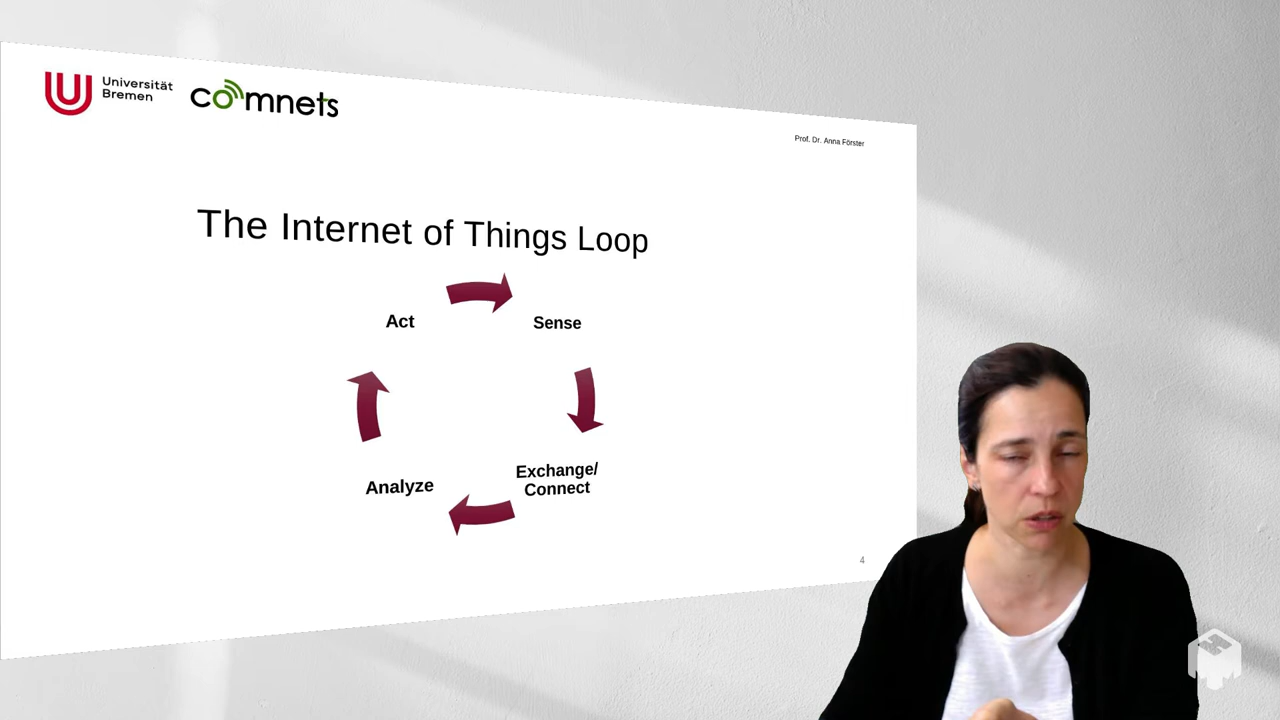 Universität
Bremen
comnets
Prof. Dr. Anna Förster
The Internet of Things Loop
Act
Sense
Exchange/
Connect
Analyze
4